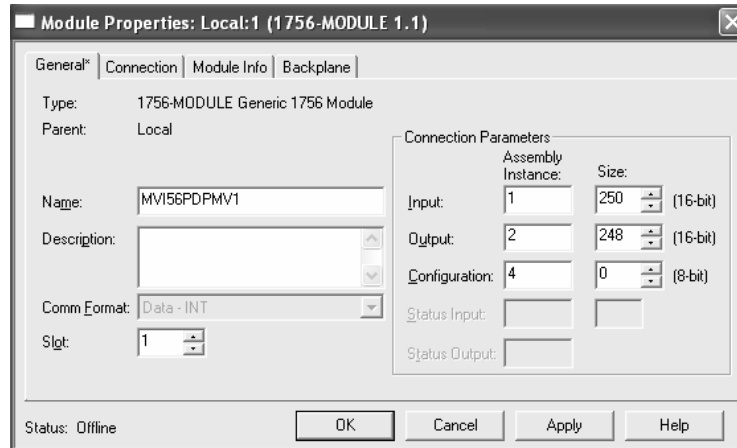 Module Properties: Local:1 (1756-MODULE 1.1)
General* Connection Module Info Backplane
Type: 1756-MODULE Generic 1756 Module
Parent: Local
Connection Parameters
Assembly Instance: Size:
Name: MVI56PDPMV1
Input: 1 250 (16-bit)
Description:
Output: 2 248 (16-bit)
Configuration: 4 0 (8-bit)
Comm Format: Data - INT
Status Input:
Slot: 1
Status Output:
Status: Offline
OK Cancel Apply Help